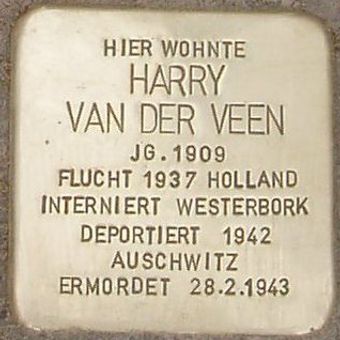 HIER WOHNTE
HARRY
VAN DER VEEN
JG. 1909
FLUCHT 1937 HOLLAND
INTERNIERT WESTERBORK
DEPORTIERT 1942
AUSCHWITZ
ERMORDET 28.2.1943